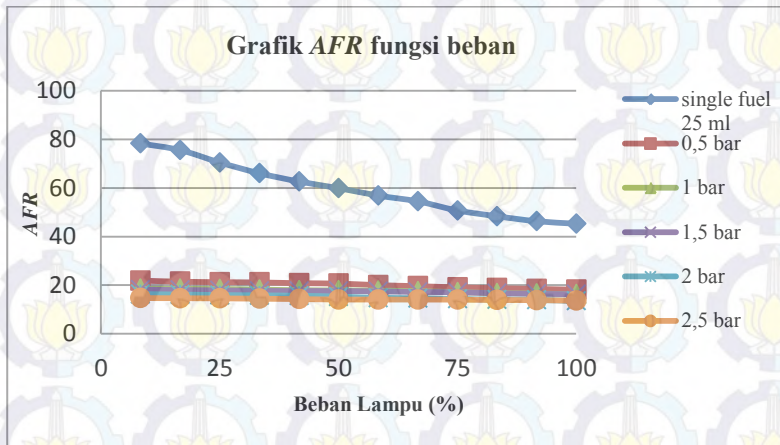 Grafik AFR fungsi beban
100
80
60
40
20
0
AFR
0
25
50
75
100
Beban Lampu (%)
single fuel
25 ml
0,5 bar
1 bar
1,5 bar
2 bar
2,5 bar